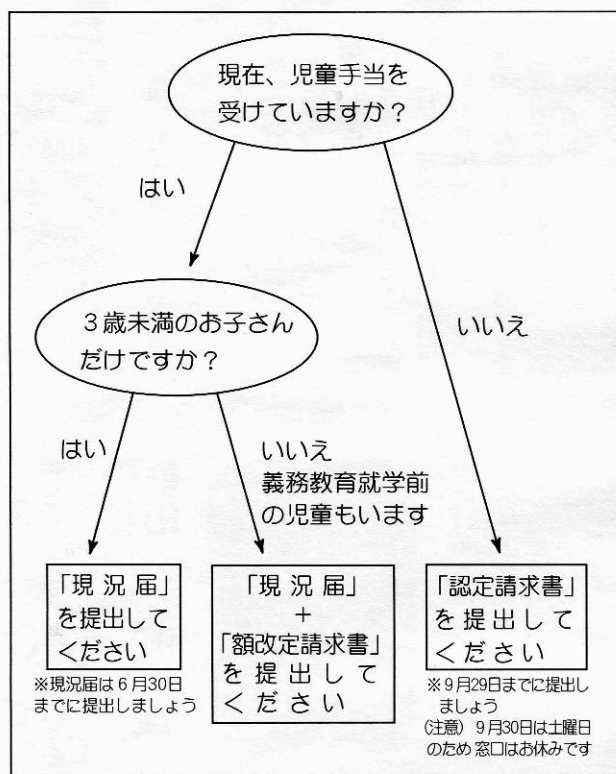 現在、児童手当を
受けていますか？
はい
３歳未満のお子さん
だけですか？
いいえ
はい
いいえ
義務教育就学前
の児童もいます
「現況届」
を提出して
ください
※現況届は６月30日
までに提出しましょう
「現況届」
＋
「額改定請求書」
を提出して
ください
「認定請求書」
を提出して
ください
※９月29日までに提出し
ましょう
（注意）９月30日は土曜日
のため窓口はお休みです